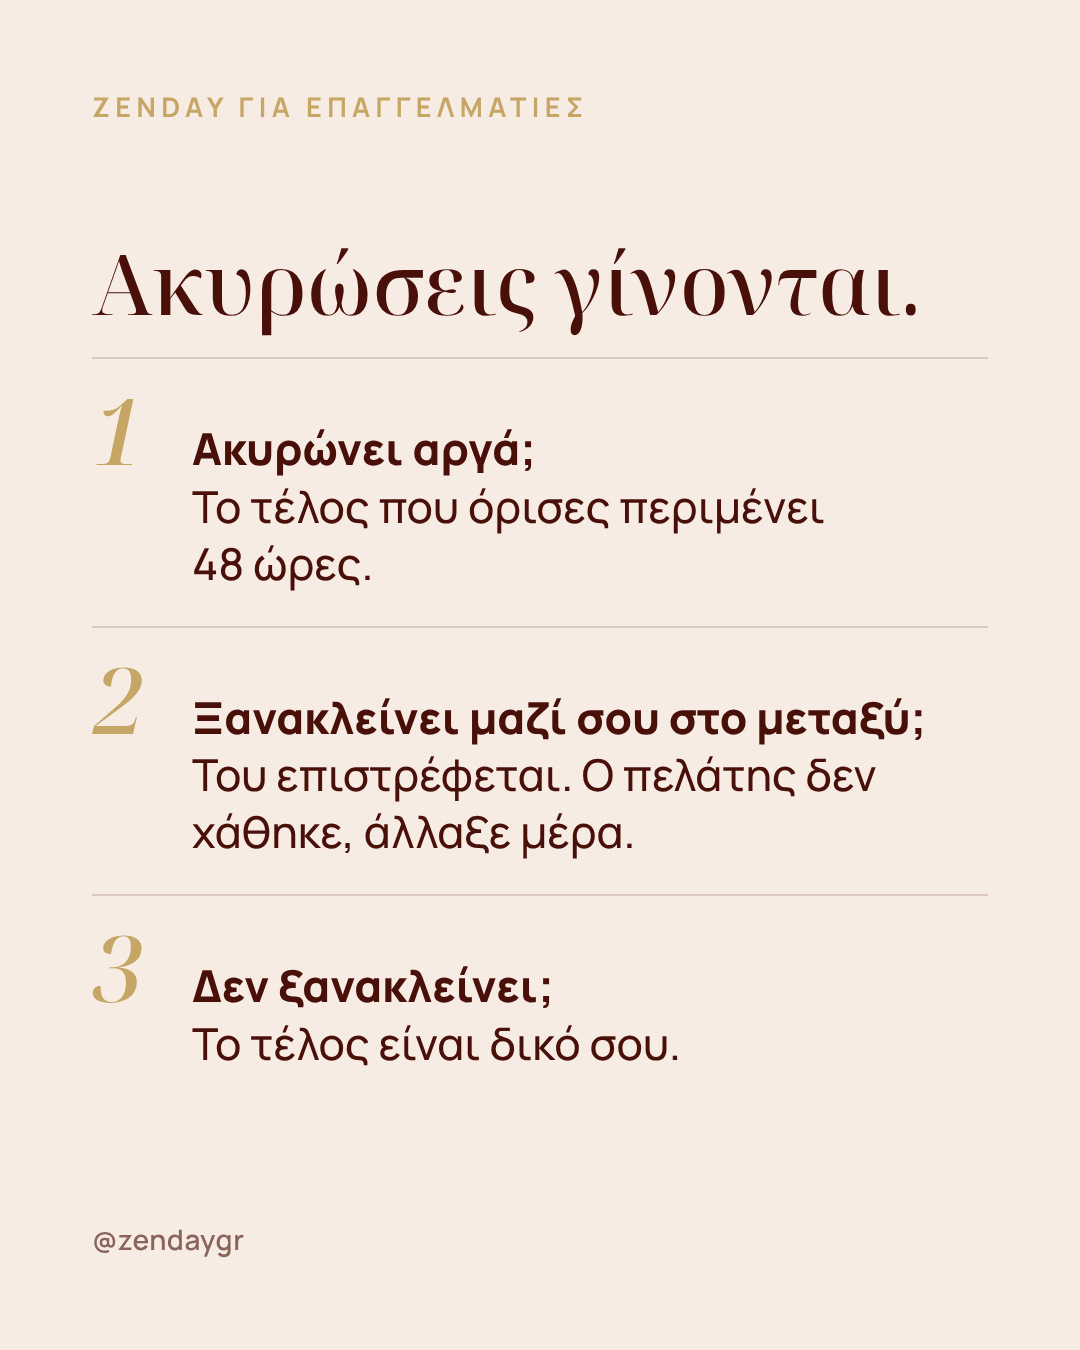 ZENDAY ΓΙΑ ΕΠΑΓΓΕΛΜΑΤΙΕΣ
Ακυρώσεις γίνονται.
1
Ακυρώνει αργά;
Το τέλος που όρισες περιμένει
48 ώρες.
2
Ξανακλείνει μαζί σου στο μεταξύ;
Του επιστρέφεται. Ο πελάτης δεν
χάθηκε, άλλαξε μέρα.
3
Δεν ξανακλείνει;
Το τέλος είναι δικό σου.
@zendaygr